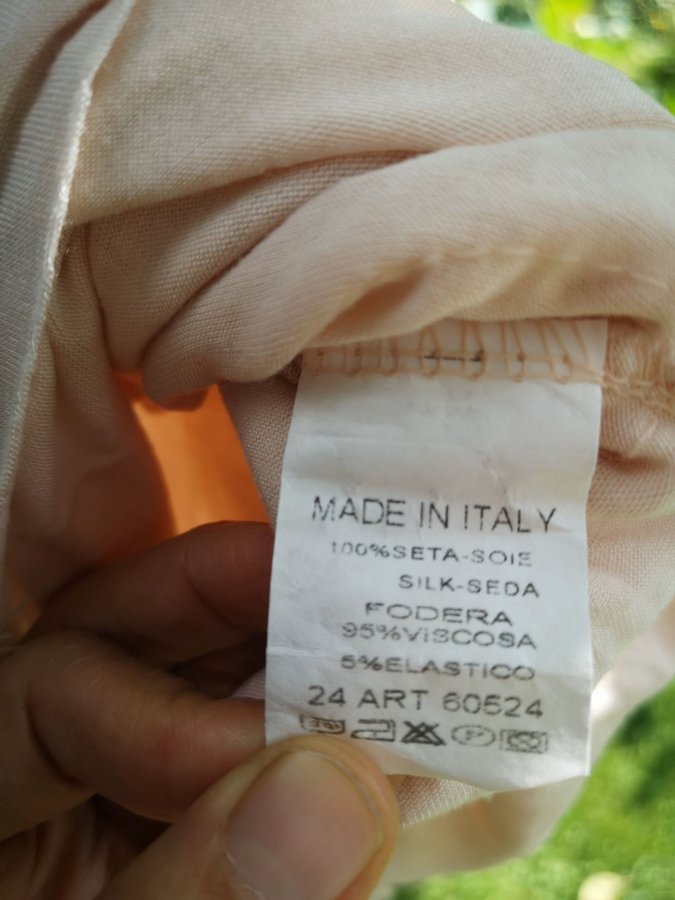 MADE IN ITALY
100%SETA-SOIE
SILK-SEDA
FODERA
95%VISCOSA
5%ELASTICO
24 ART 60524